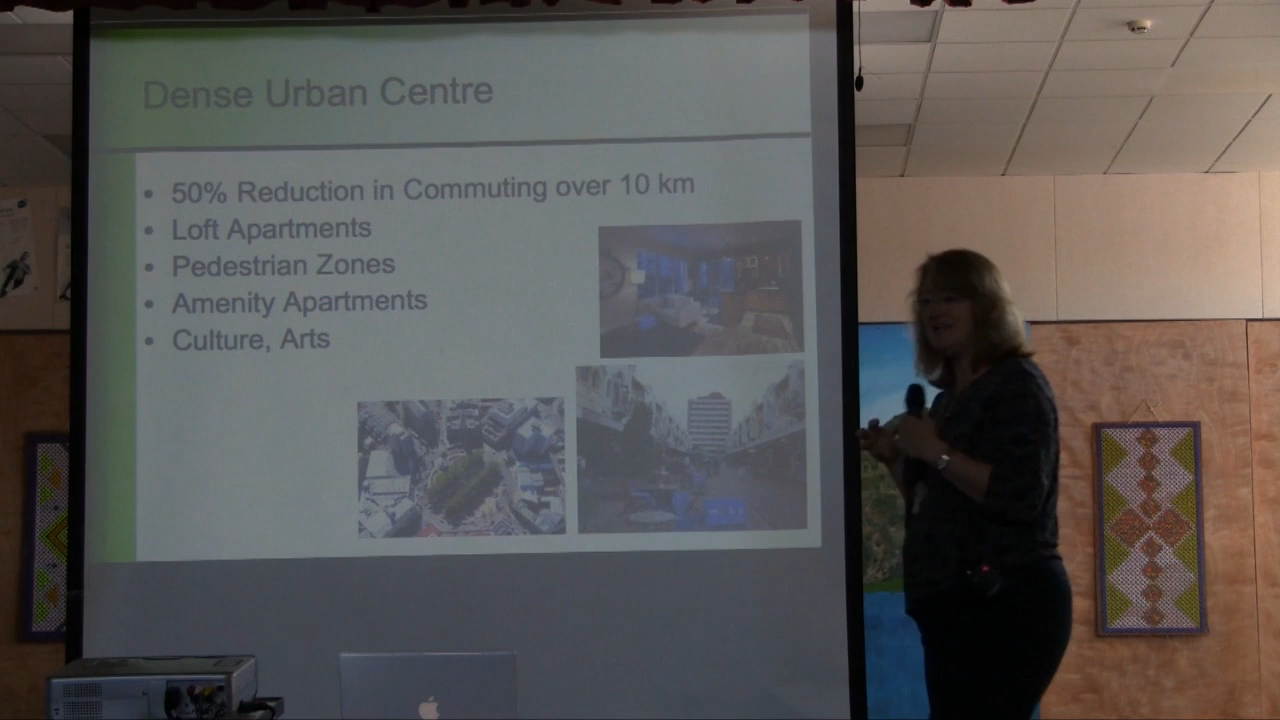 Dense Urban Centre
• 50% Reduction in Commuting over 10 km
• Loft Apartments
• Pedestrian Zones
• Amenity Apartments
• Culture, Arts